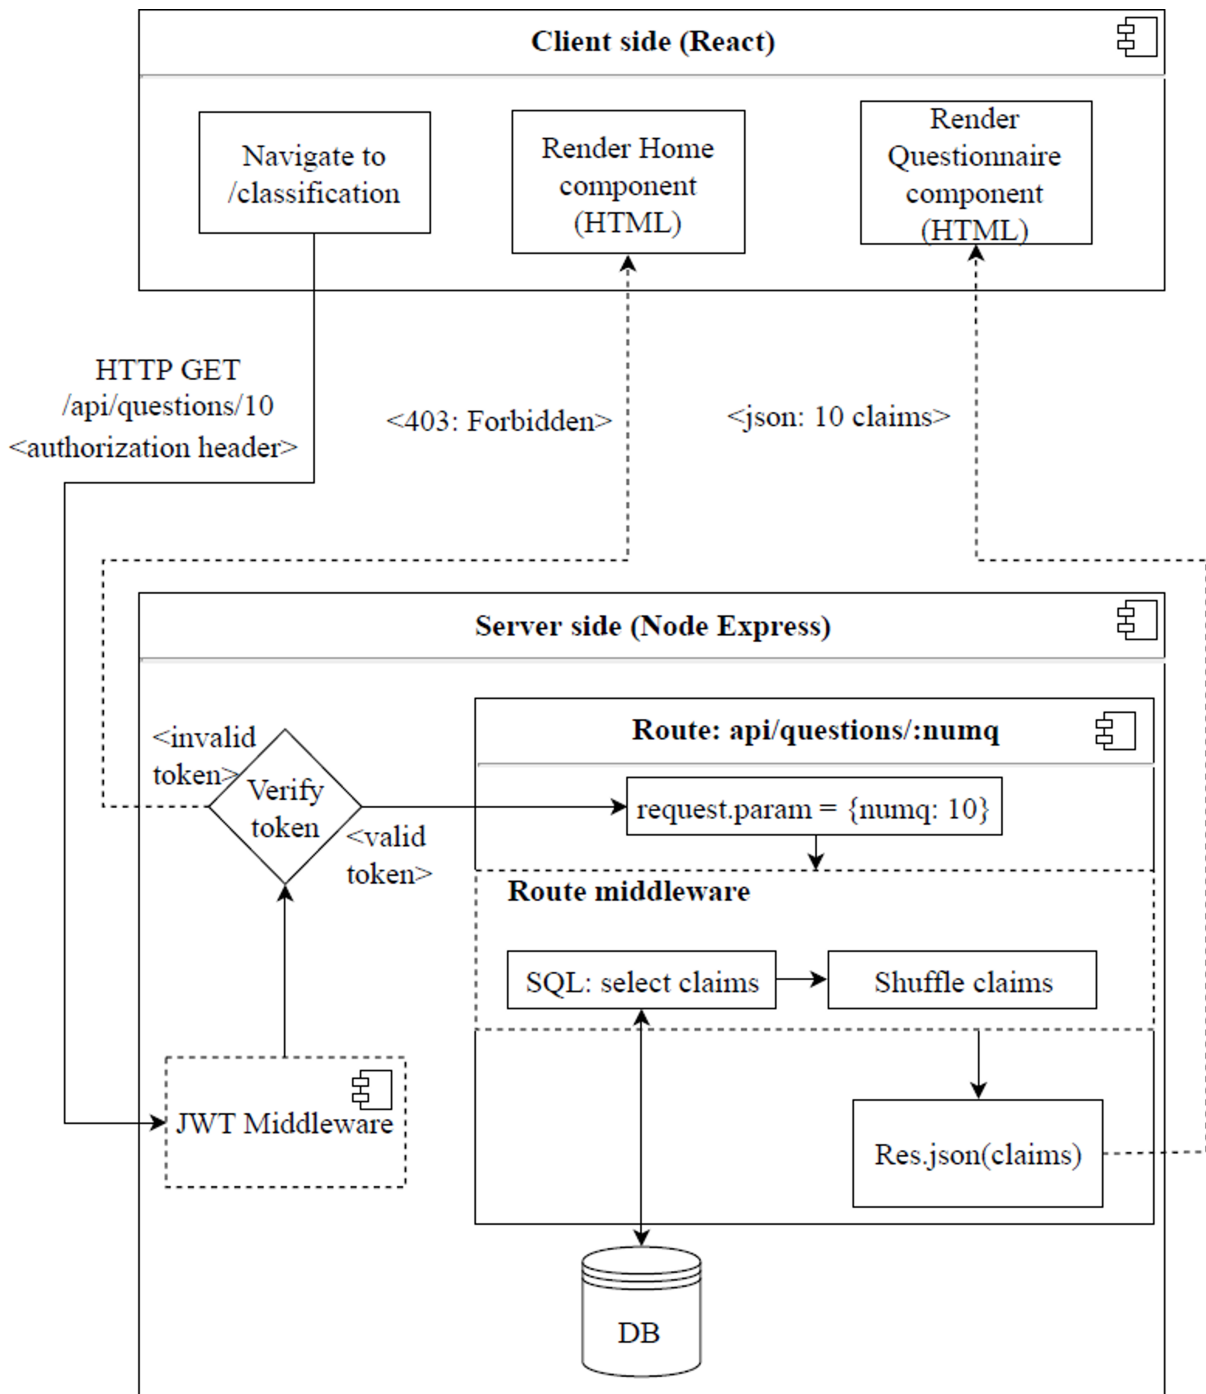 Client side (React)
Navigate to
/classification
Render Home
component
(HTML)
Render
Questionnaire
component
(HTML)
HTTP GET
/api/questions/10
<authorization header>
<403: Forbidden>
<json: 10 claims>
Server side (Node Express)
<invalid
token>
Verify
token
<valid
token>
Route: api/questions/:numq
request.param = {numq: 10}
Route middleware
SQL: select claims
Shuffle claims
JWT Middleware
Res.json(claims)
DB